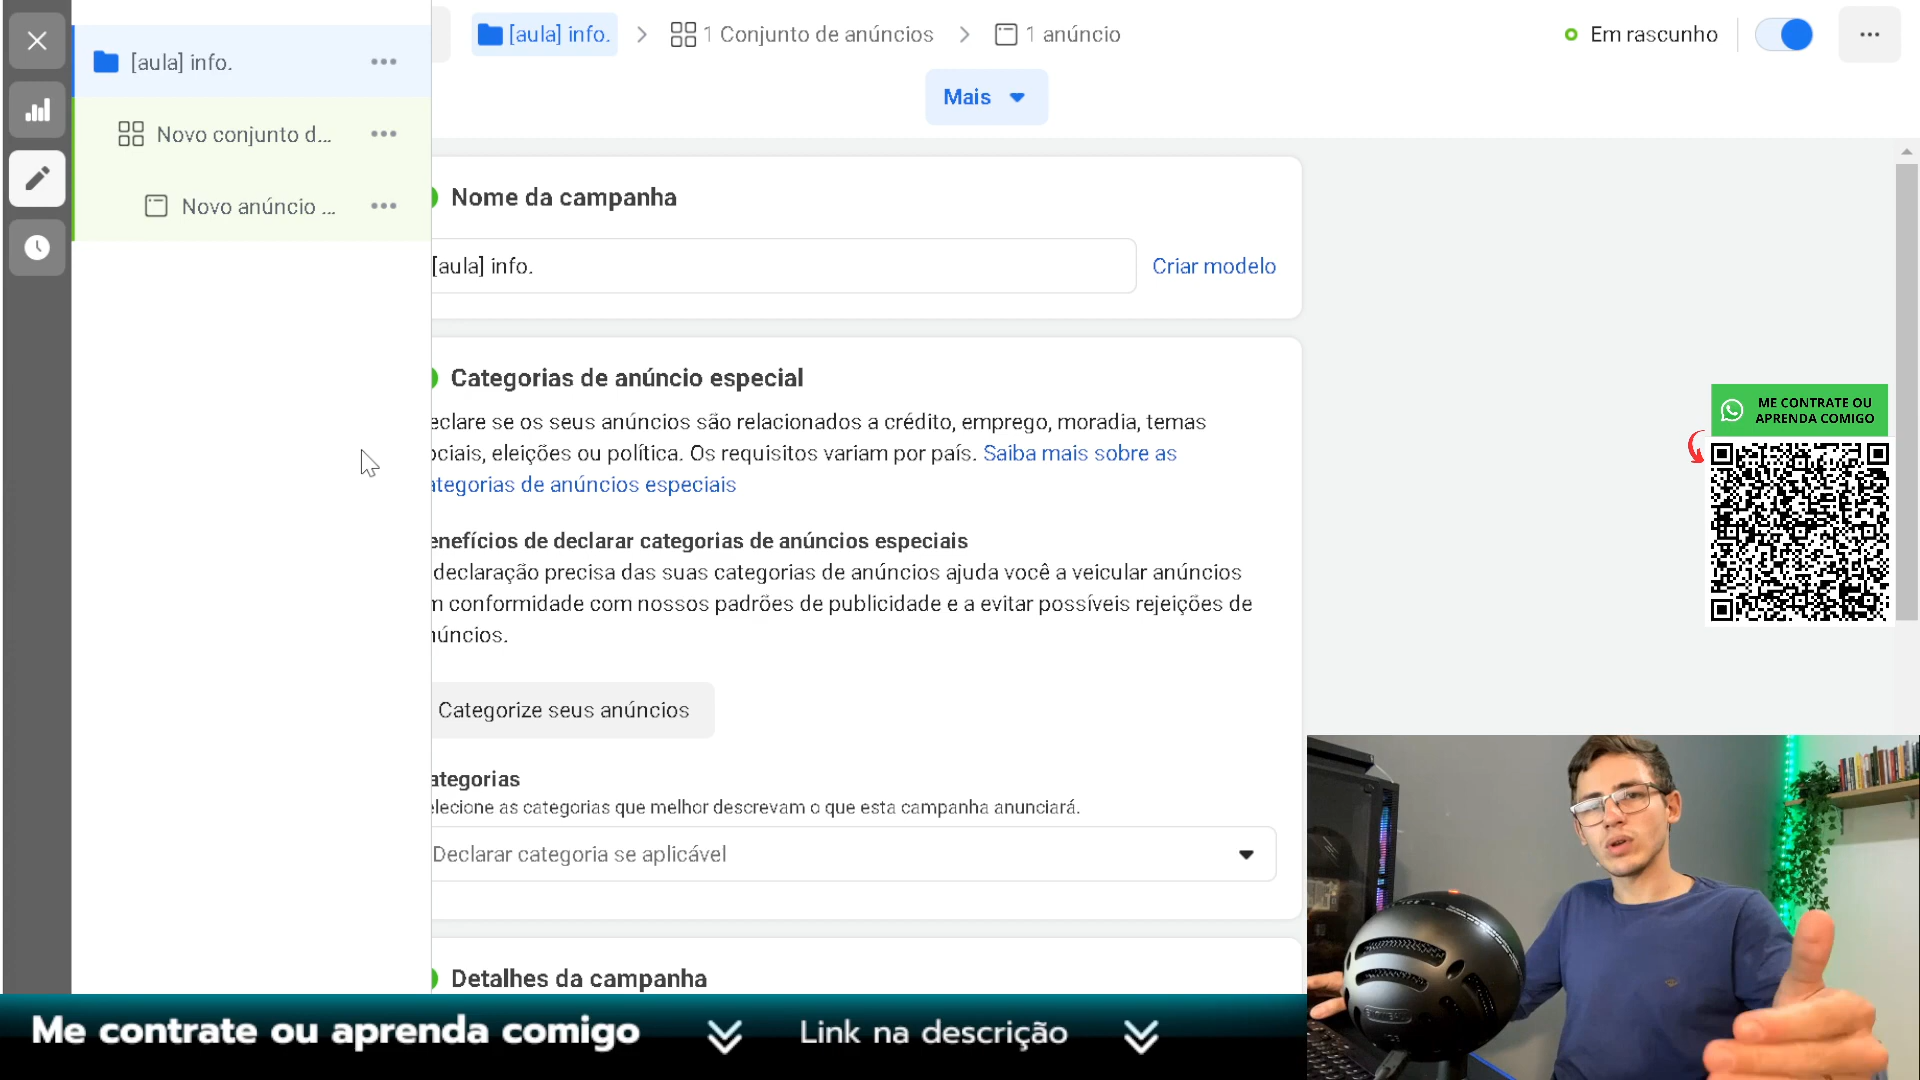 [aula] info.
Novo conjunto d...
Novo anúncio ...
[aula] info.
1 Conjunto de anúncios
1 anúncio
Em rascunho
Mais
Nome da campanha
[aula] info.
Criar modelo
Categorias de anúncio especial
eclare se os seus anúncios são relacionados a crédito, emprego, moradia, temas
ociais, eleições ou política. Os requisitos variam por país. Saiba mais sobre as
ategorias de anúncios especiais
enefícios de declarar categorias de anúncios especiais
declaração precisa das suas categorias de anúncios ajuda você a veicular anúncios
m conformidade com nossos padrões de publicidade e a evitar possíveis rejeições de
núncios.
Categorize seus anúncios
ategorias
elecione as categorias que melhor descrevam o que esta campanha anunciará.
Declarar categoria se aplicável
Detalhes da campanha
ME CONTRATE OU
APRENDA COMIGO
Me contrate ou aprenda comigo
Link na descrição